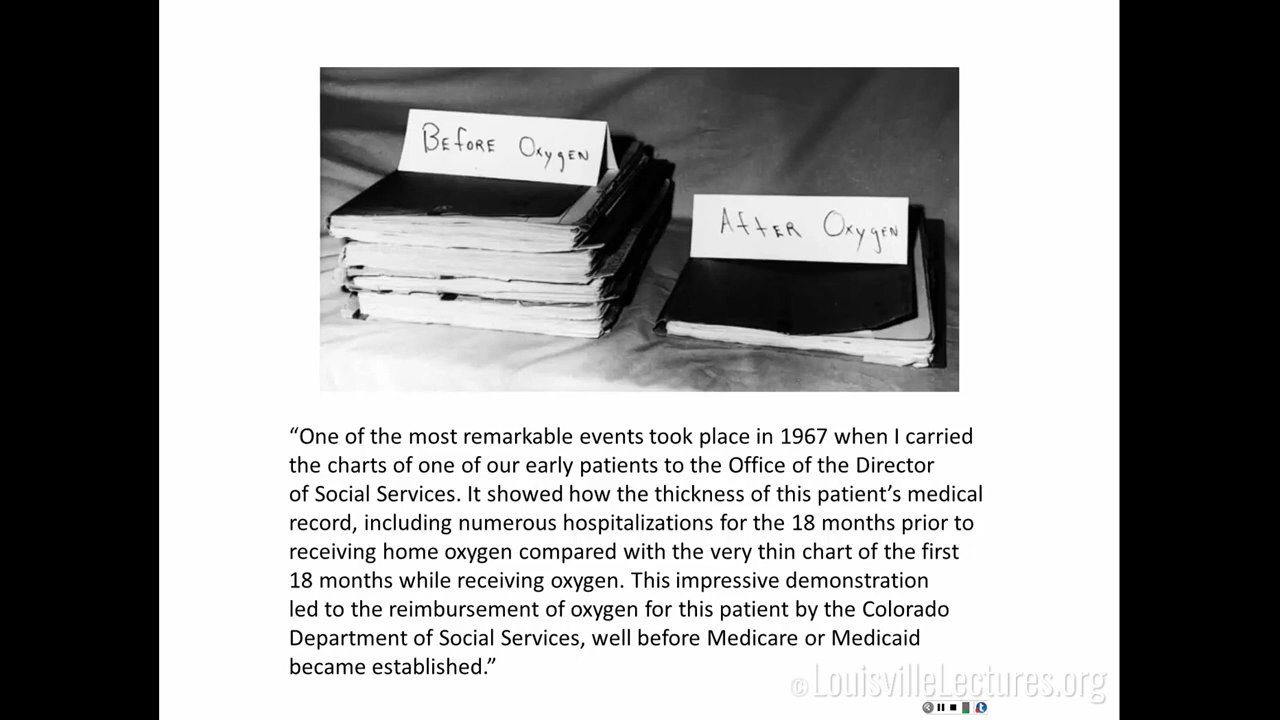 Before Oxygen
After Oxygen
“One of the most remarkable events took place in 1967 when I carried
the charts of one of our early patients to the Office of the Director
of Social Services. It showed how the thickness of this patient’s medical
record, including numerous hospitalizations for the 18 months prior to
receiving home oxygen compared with the very thin chart of the first
18 months while receiving oxygen. This impressive demonstration
led to the reimbursement of oxygen for this patient by the Colorado
Department of Social Services, well before Medicare or Medicaid
became established.”
©LouisvilleLectures.org